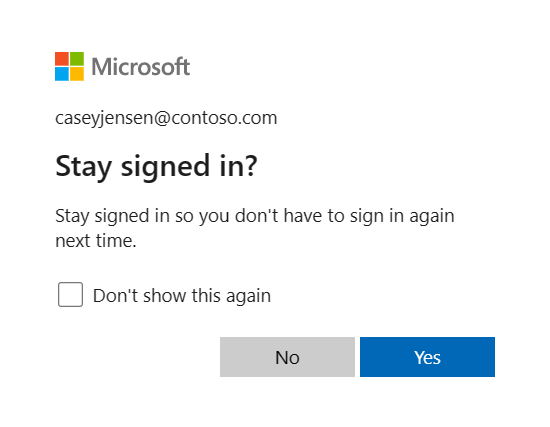 Microsoft
caseyjensen@contoso.com
Stay signed in?
Stay signed in so you don't have to sign in again
next time.
Don't show this again
No Yes